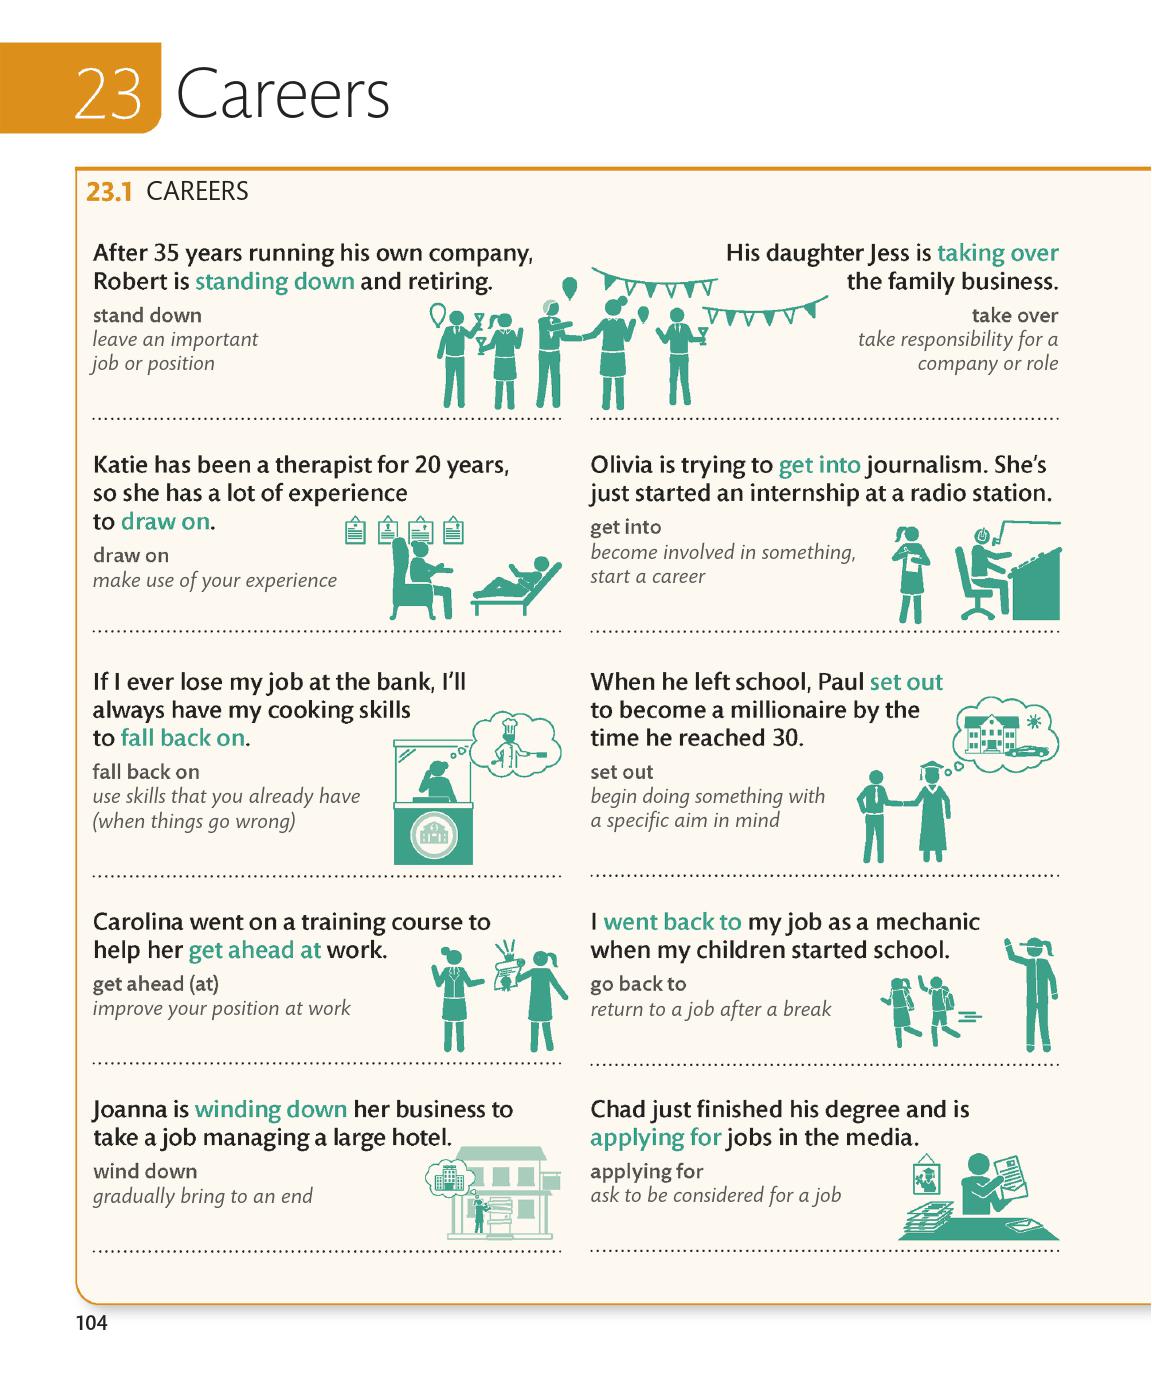 23 Careers
23.1 CAREERS
After 35 years running his own company,
Robert is standing down and retiring.
stand down
leave an important
job or position
His daughter Jess is taking over
the family business.
take over
take responsibility for a
company or role
Katie has been a therapist for 20 years,
so she has a lot of experience
to draw on.
draw on
make use of your experience
Olivia is trying to get into journalism. She's
just started an internship at a radio station.
get into
become involved in something,
start a career
If I ever lose my job at the bank, I'll
always have my cooking skills
to fall back on.
fall back on
use skills that you already have
(when things go wrong)
When he left school, Paul set out
to become a millionaire by the
time he reached 30.
set out
begin doing something with
a specific aim in mind
Carolina went on a training course to
help her get ahead at work.
get ahead (at)
improve your position at work
I went back to my job as a mechanic
when my children started school.
go back to
return to a job after a break
Joanna is winding down her business to
take a job managing a large hotel.
wind down
gradually bring to an end
Chad just finished his degree and is
applying for jobs in the media.
applying for
ask to be considered for a job
104